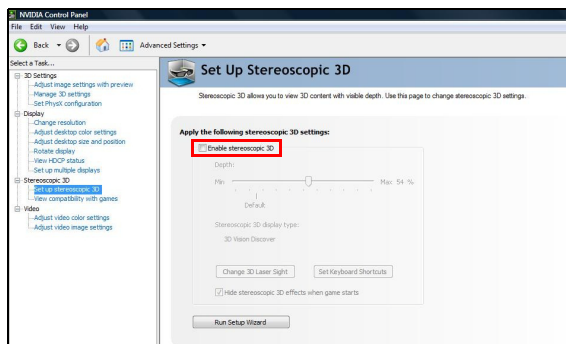 NVIDIA Control Panel
File Edit View Help
Back Advanced Settings
Select a Task...
3D Settings
Adjust image settings with preview
Manage 3D settings
Set PhysX configuration
Display
Change resolution
Adjust desktop color settings
Adjust desktop size and position
Rotate display
View HDCP status
Set up multiple displays
Stereoscopic 3D
Set up stereoscopic 3D
View compatibility with games
Video
Adjust video color settings
Adjust video image settings
Set Up Stereoscopic 3D
Stereoscopic 3D allows you to view 3D content with visible depth. Use this page to change stereoscopic 3D settings.
Apply the following stereoscopic 3D settings:
Enable stereoscopic 3D
Depth:
Min Max 54 %
Default
Stereoscopic 3D display type:
3D Vision Discover
Change 3D Laser Sight Set Keyboard Shortcuts
Hide stereoscopic 3D effects when game starts
Run Setup Wizard